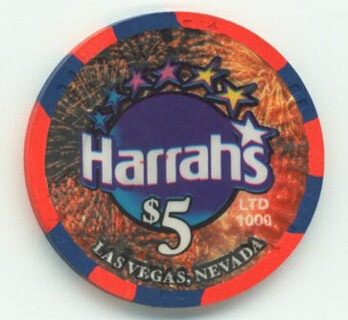 Harrah's
$5
LTD
1000
LAS VEGAS, NEVADA